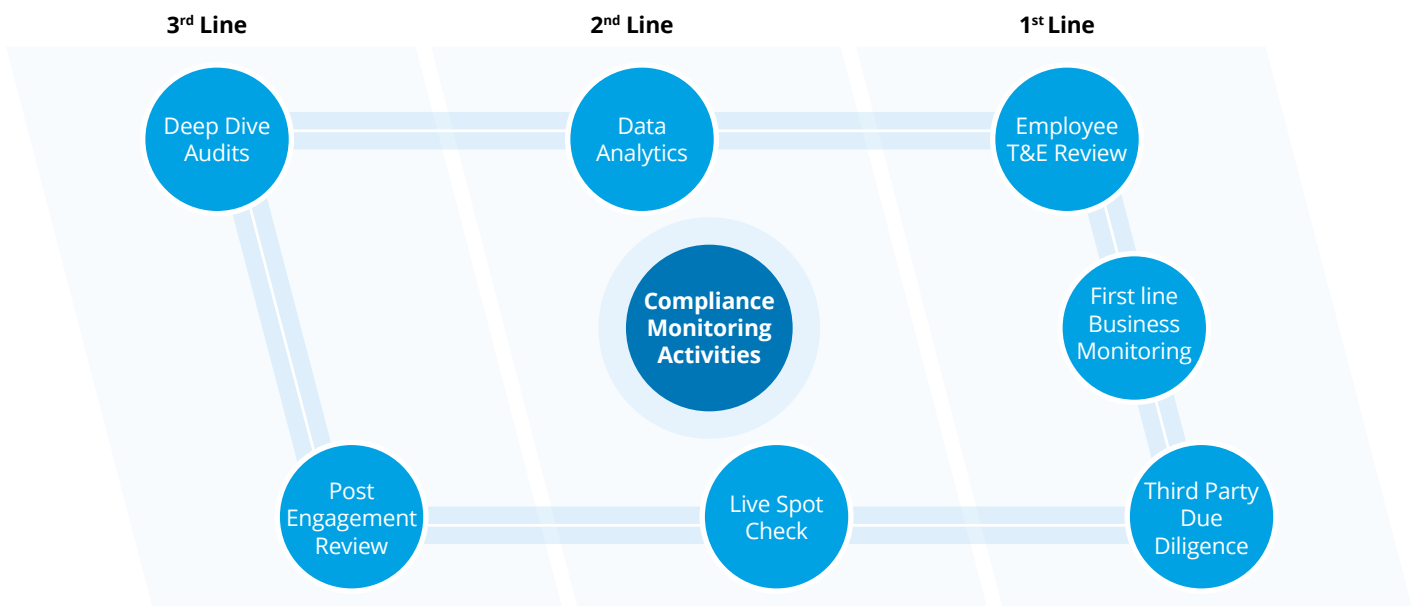 3rd Line
2nd Line
1st Line
Deep Dive
Audits
Data
Analytics
Employee
T&E Review
Compliance
Monitoring
Activities
First line
Business
Monitoring
Post
Engagement
Review
Live Spot
Check
Third Party
Due
Diligence